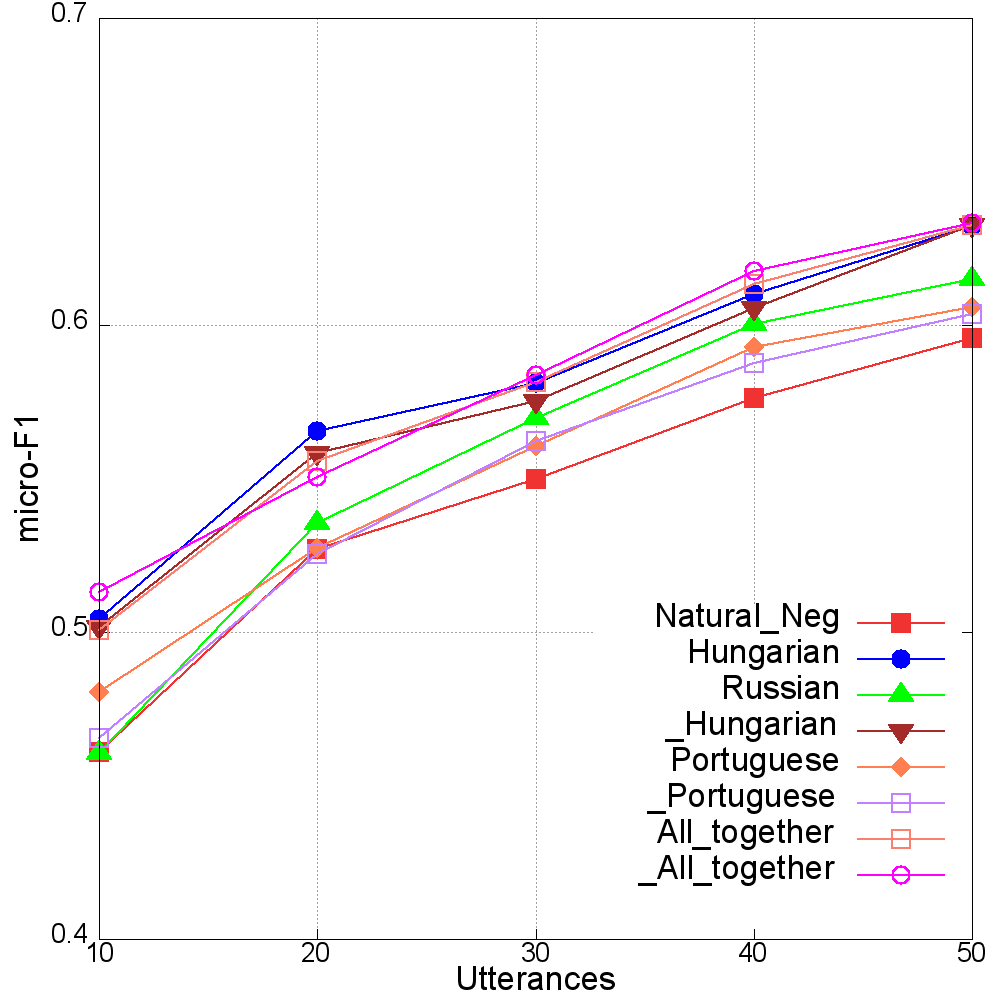 0.7
0.6
0.5
0.4
micro-F1
Natural_Neg
Hungarian
Russian
_Hungarian
Portuguese
_Portuguese
All_together
_All_together
10 20 30 40 50
Utterances